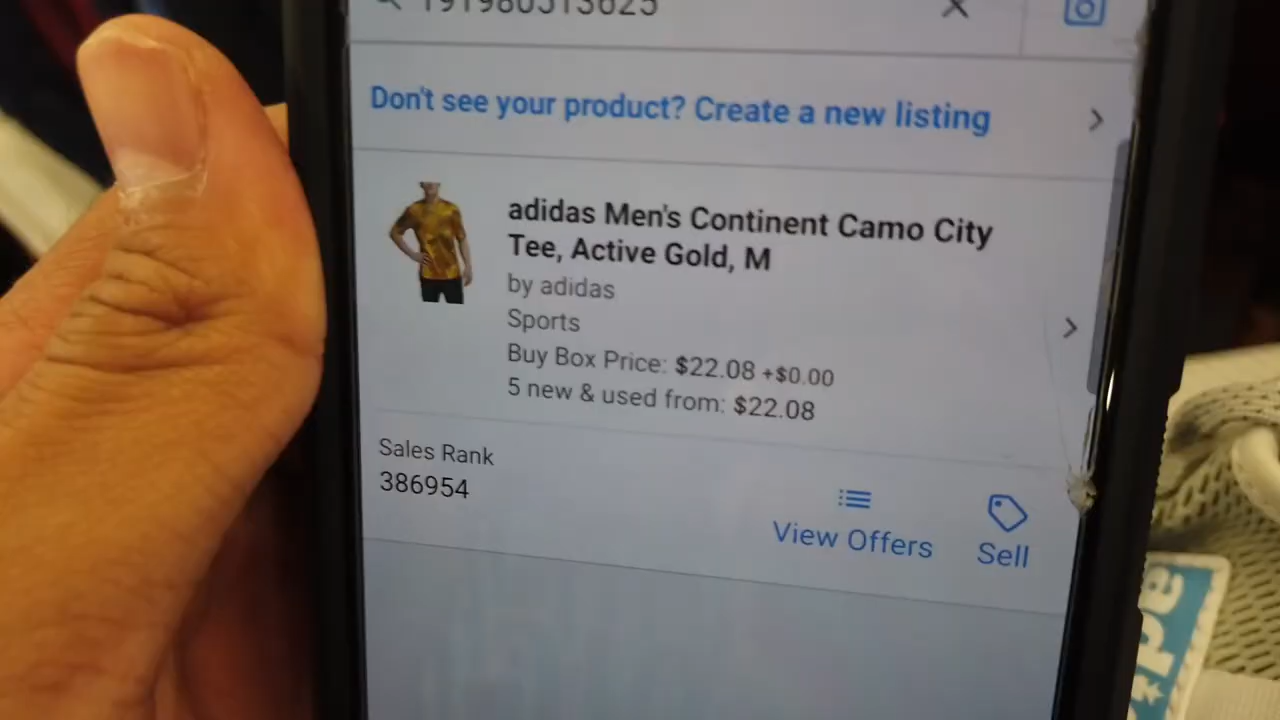 191980513625
Don't see your product? Create a new listing
adidas Men's Continent Camo City
Tee, Active Gold, M
by adidas
Sports
Buy Box Price: $22.08 +$0.00
5 new & used from: $22.08
Sales Rank
386954
View Offers
Sell